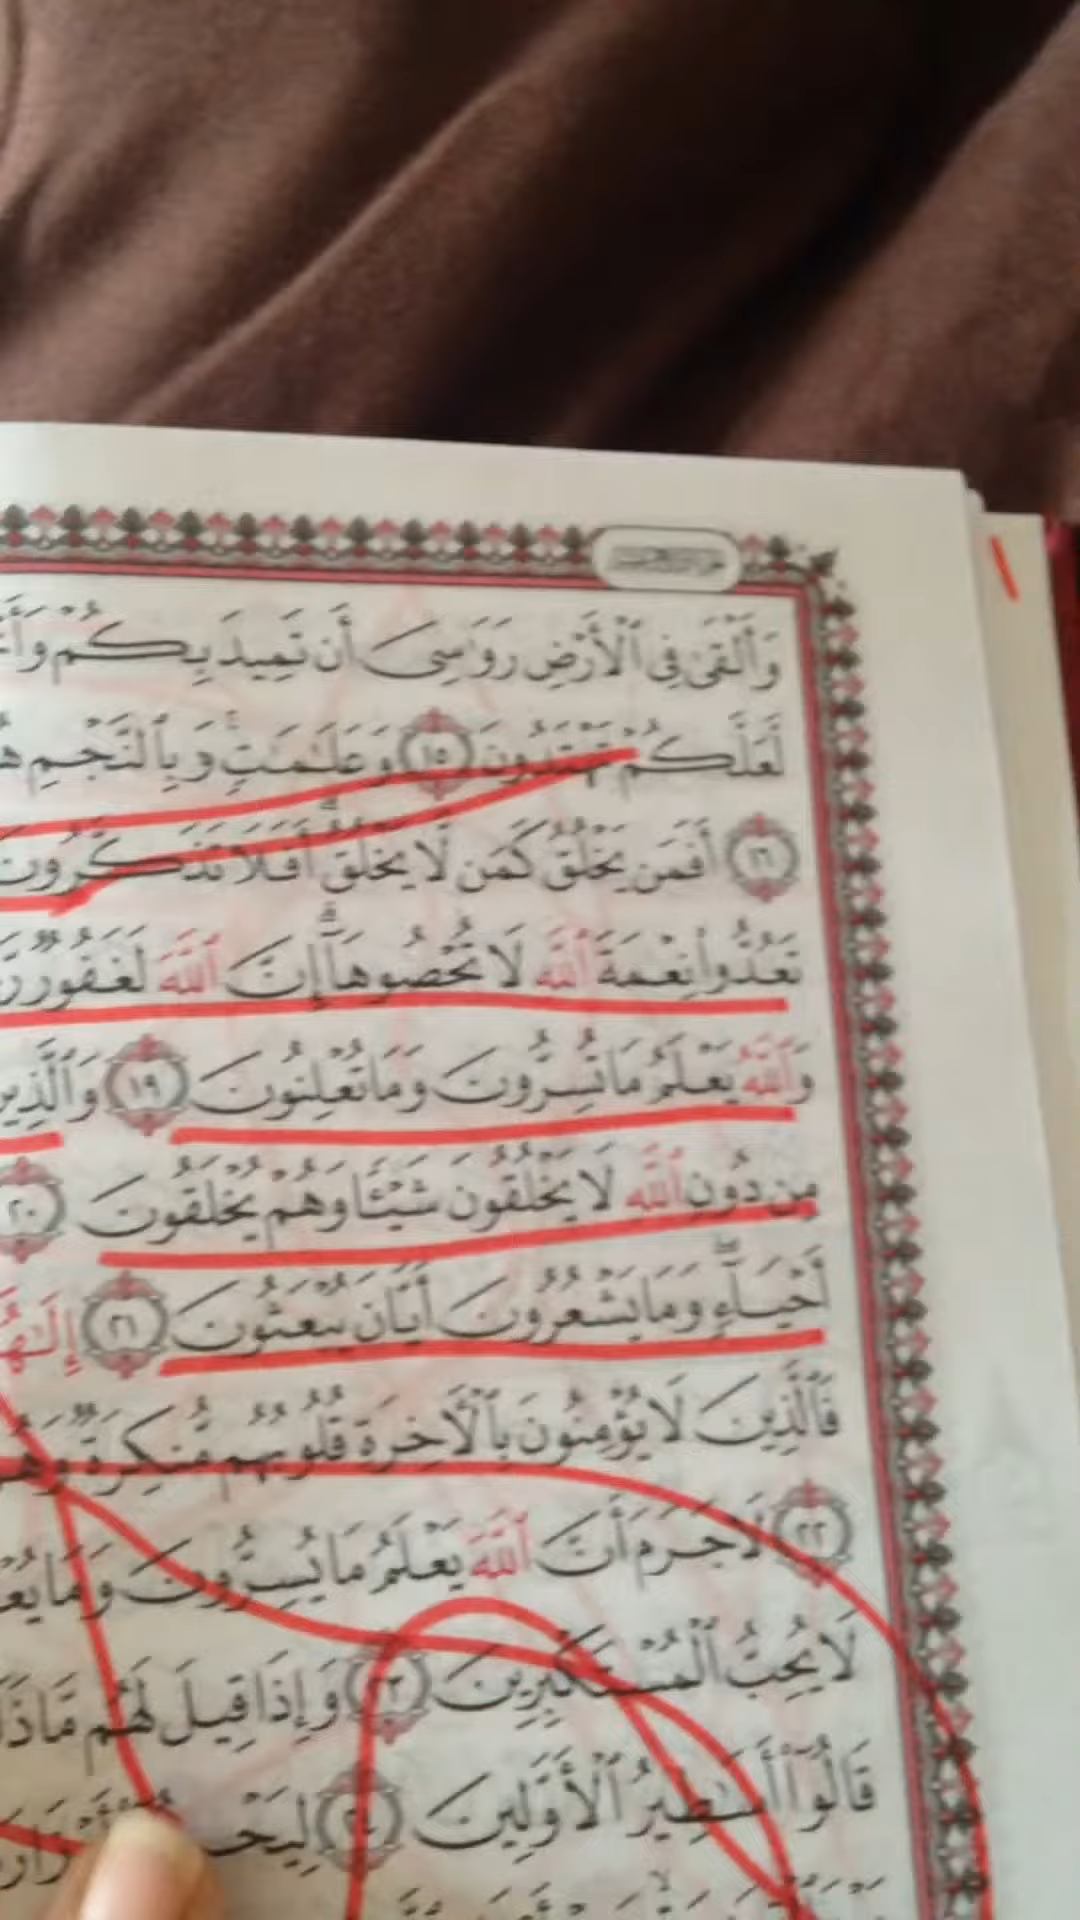 وَأَلْقَىٰ فِي ٱلْأَرْضِ رَوَٰسِىَ أَن تَمِيدَ بِكُمْ
لَعَلَّكُمْ تَهْتَدُونَ ١٥ وَعَلَٰمَٰتٍۚ وَبِٱلنَّجْمِ
١٦ أَفَمَن يَخْلُقُ كَمَن لَّا يَخْلُقُۗ أَفَلَا تَذَكَّرُونَ
تَعُدُّوا۟ نِعْمَةَ ٱللَّهِ لَا تُحْصُوهَآۗ إِنَّ ٱللَّهَ لَغَفُورٌ
وَٱللَّهُ يَعْلَمُ مَا تُسِرُّونَ وَمَا تُعْلِنُونَ ١٩ وَٱلَّذِينَ
مِن دُونِ ٱللَّهِ لَا يَخْلُقُونَ شَيْـًٔا وَهُمْ يُخْلَقُونَ ٢٠
أَحْيَآءٍۖ وَمَا يَشْعُرُونَ أَيَّانَ يُبْعَثُونَ ٢١
فَٱلَّذِينَ لَا يُؤْمِنُونَ بِٱلْءَاخِرَةِ قُلُوبُهُم مُّنكِرَةٌ
٢٢ لَا جَرَمَ أَنَّ ٱللَّهَ يَعْلَمُ مَا يُسِرُّونَ
لَا يُحِبُّ ٱلْمُسْتَكْبِرِينَ ٢٣ وَإِذَا قِيلَ لَهُم
قَالُوٓا۟ أَسَٰطِيرُ ٱلْأَوَّلِينَ ٢٤